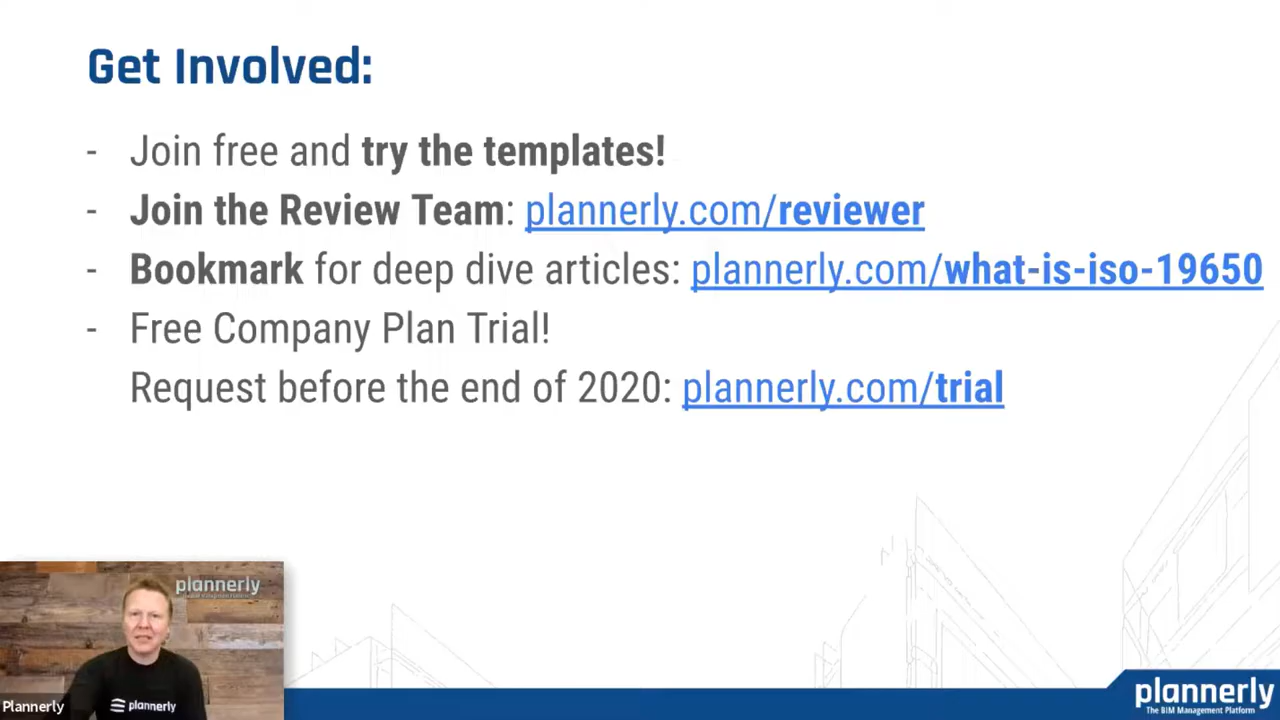 Get Involved:
- Join free and try the templates!
- Join the Review Team: plannerly.com/reviewer
- Bookmark for deep dive articles: plannerly.com/what-is-iso-19650
- Free Company Plan Trial!
Request before the end of 2020: plannerly.com/trial
plannerly
plannerly
Plannerly
plannerly
The BIM Management Platform